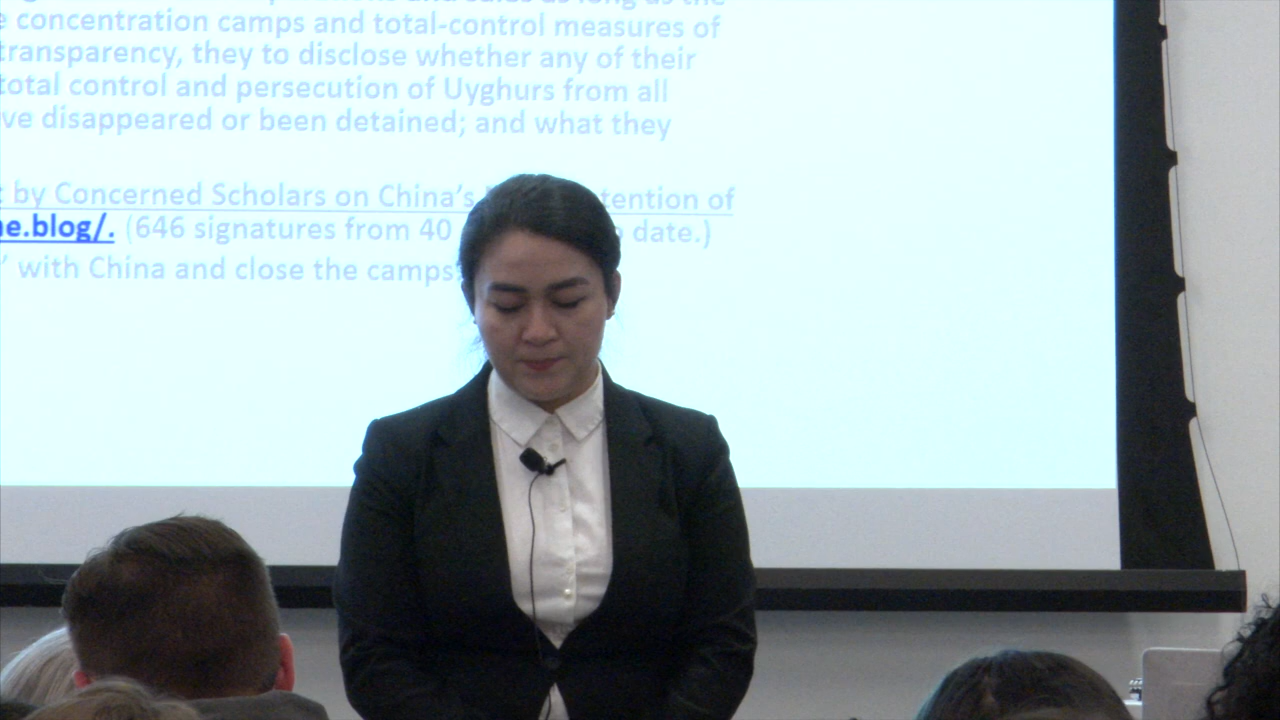 concentration camps and total-control measures of
transparency, they to disclose whether any of their
total control and persecution of Uyghurs from all
ve disappeared or been detained; and what they
by Concerned Scholars on China's tention of
e.blog/. (646 signatures from 40 date.)
' with China and close the camps